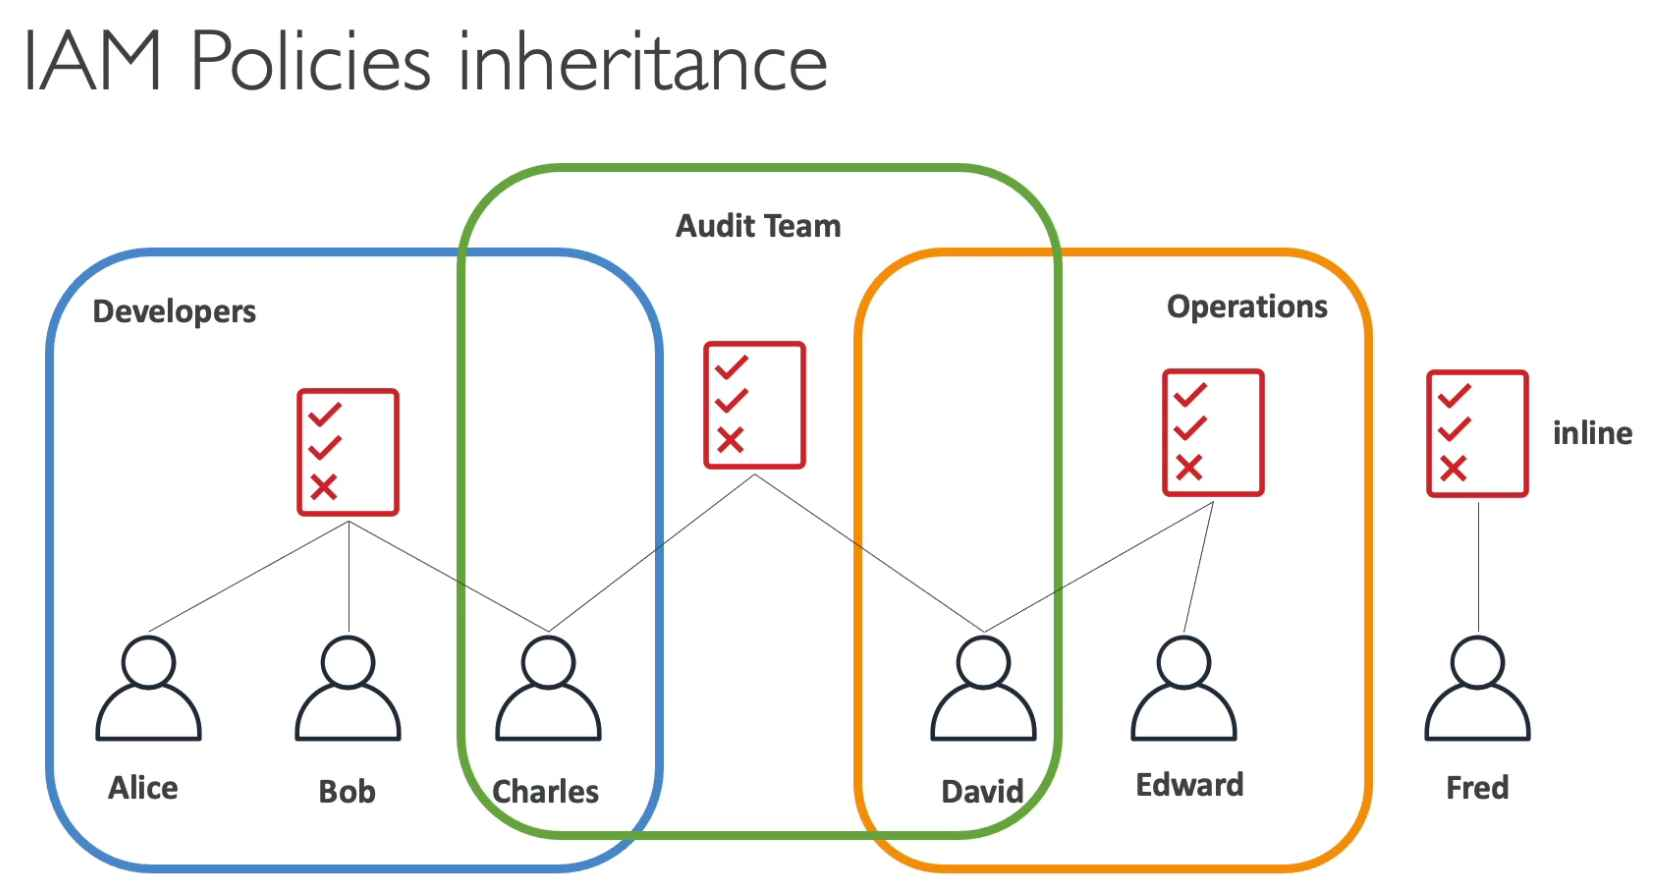 IAM Policies inheritance
Audit Team
Developers
Operations
inline
Alice
Bob
Charles
David
Edward
Fred